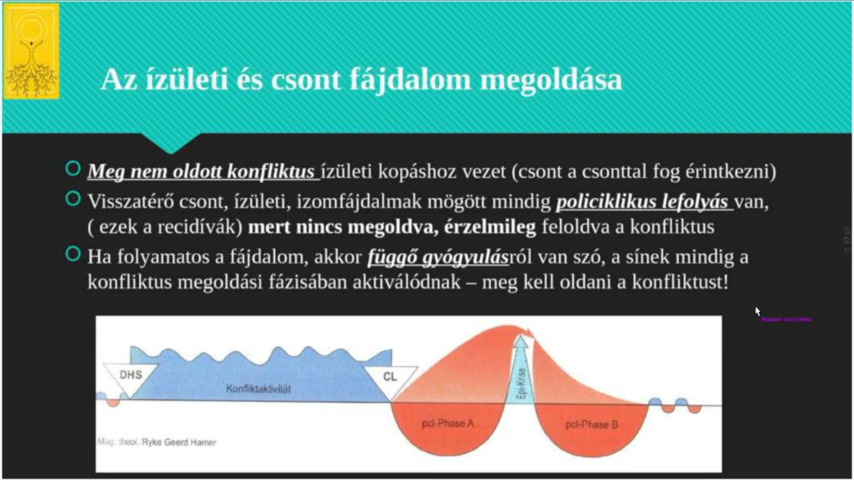 Az ízületi és csont fájdalom megoldása
Meg nem oldott konfliktus ízületi kopáshoz vezet (csont a csonttal fog érintkezni)
Visszatérő csont, ízületi, izomfájdalmak mögött mindig policiklikus lefolyás van,
( ezek a recidívák) mert nincs megoldva, érzelmileg feloldva a konfliktus
Ha folyamatos a fájdalom, akkor függő gyógyulásról van szó, a sínek mindig a
konfliktus megoldási fázisában aktiválódnak – meg kell oldani a konfliktust!
DHS
Konfliktaktivität
CL
pcl-Phase A
Epi-Krise
pcl-Phase B
Mag. theol. Ryke Geerd Hamer